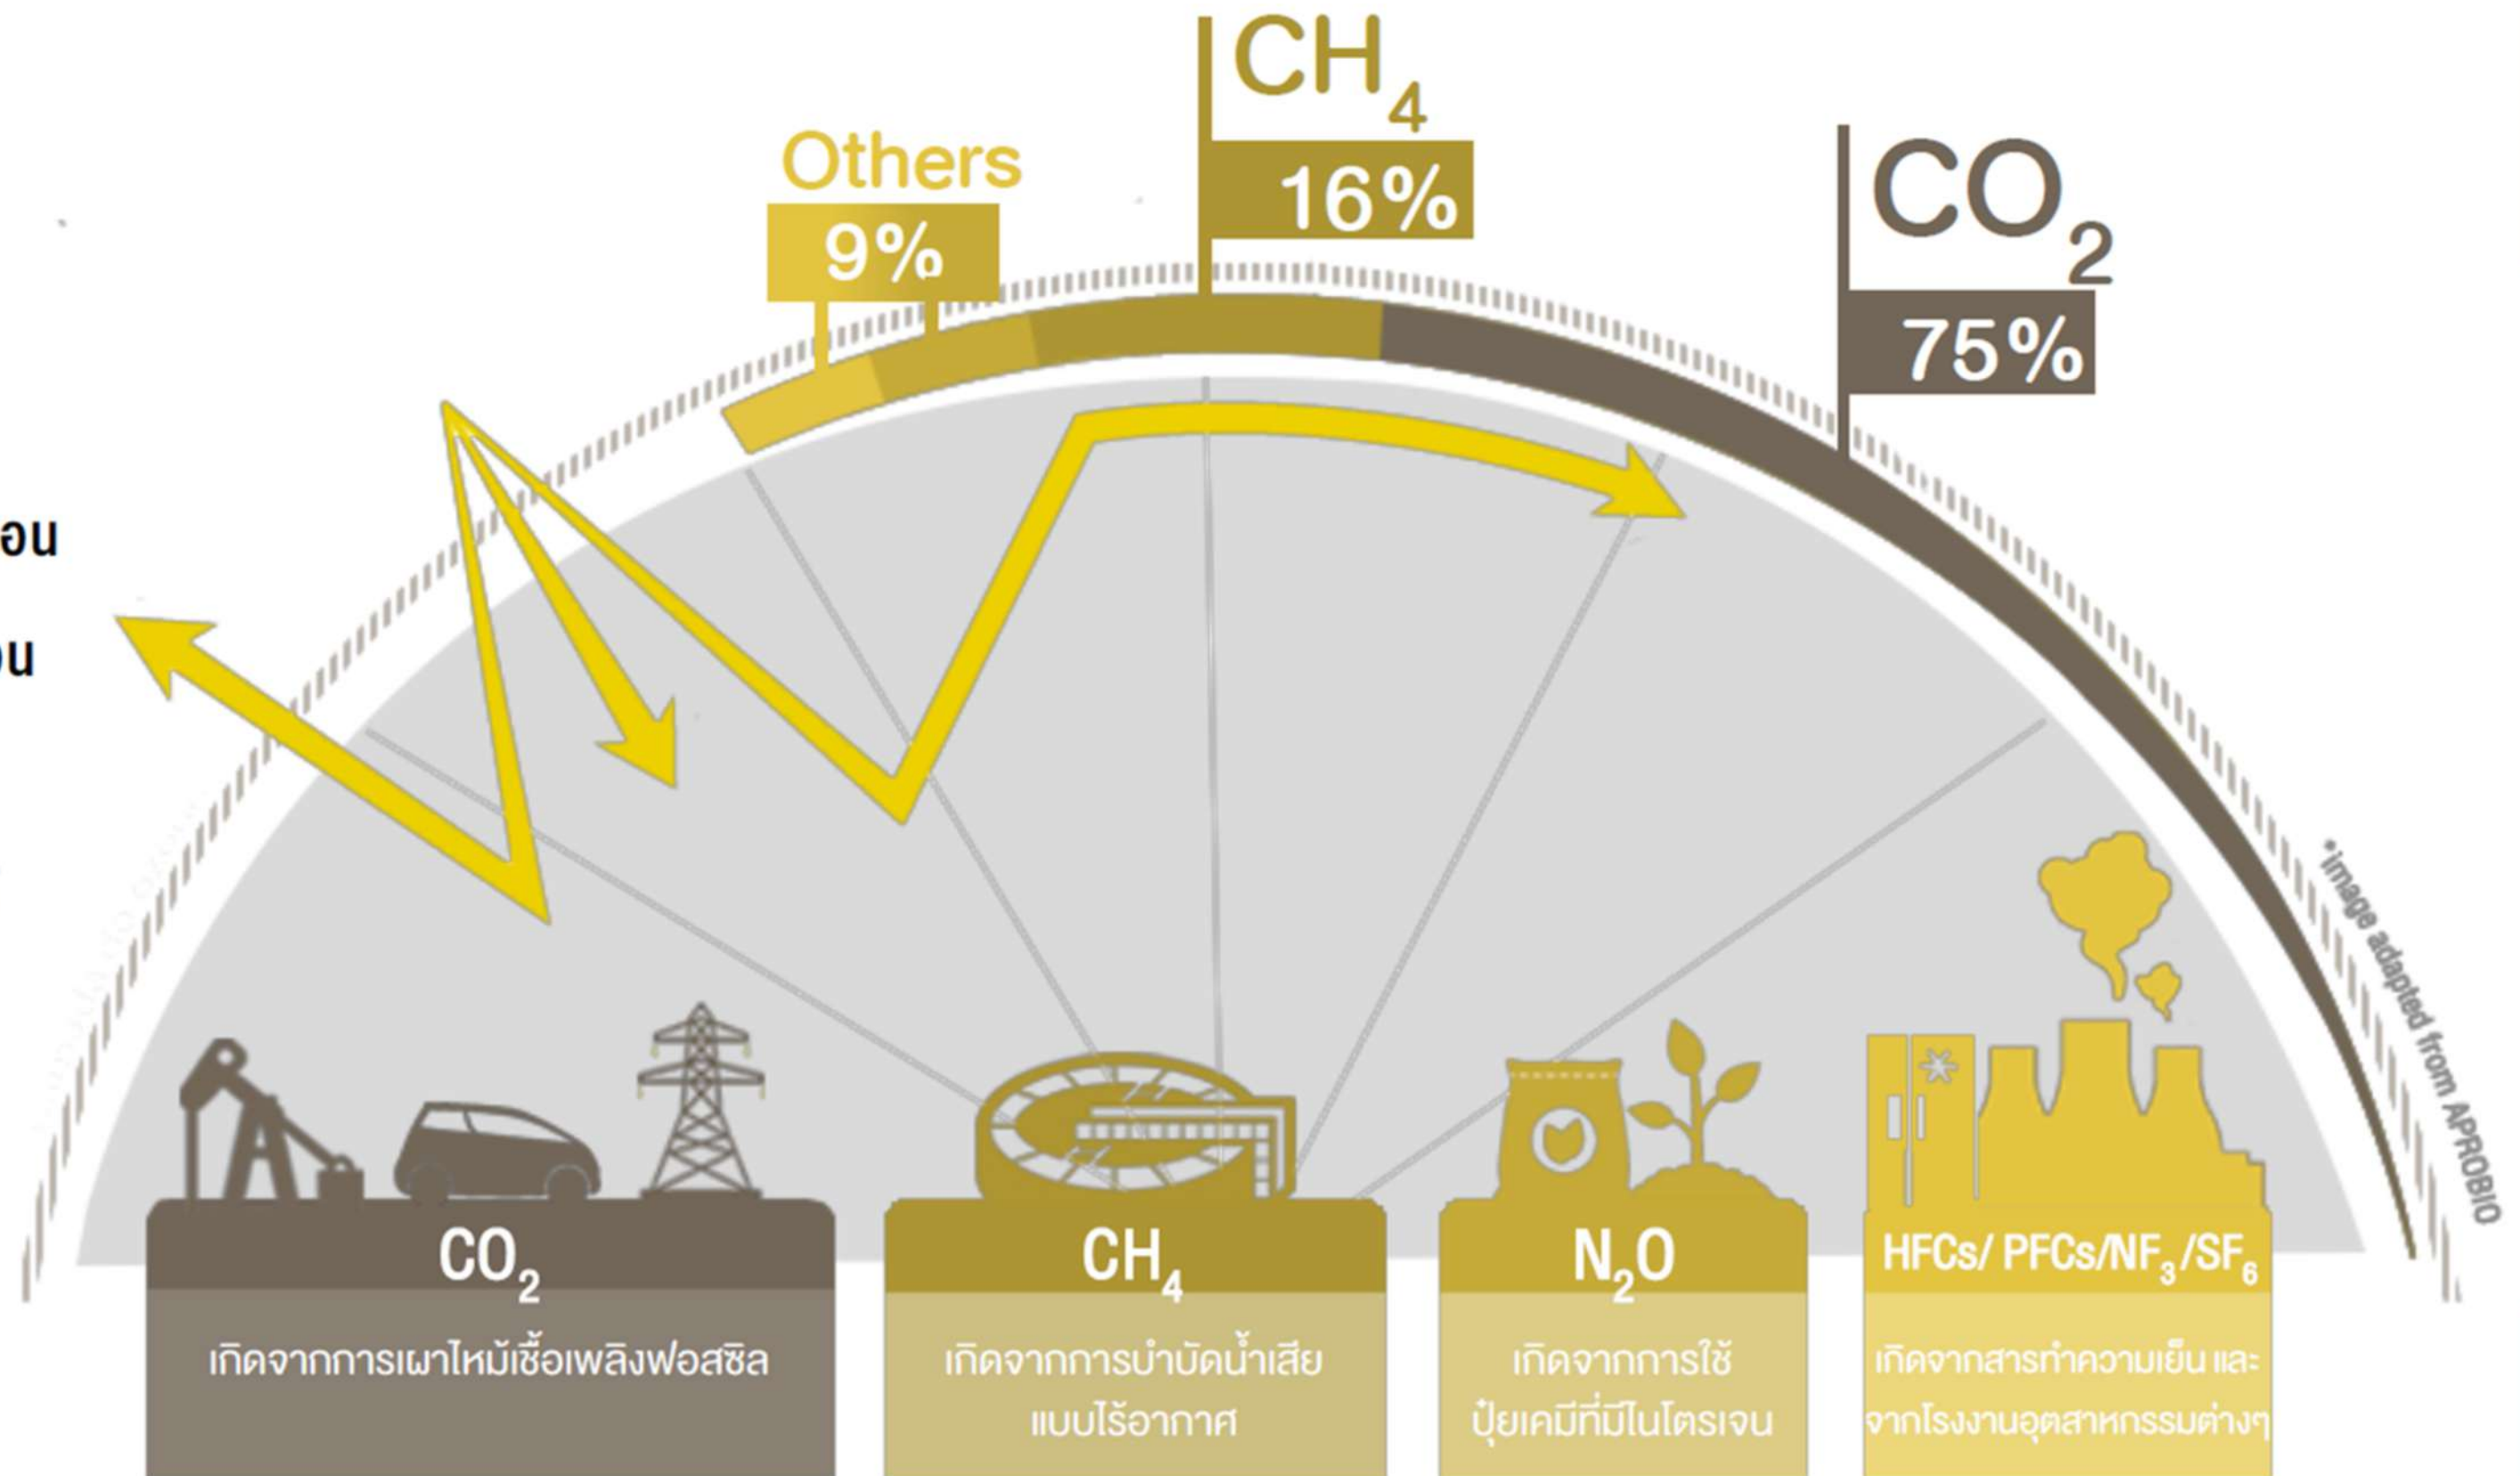 CH4
16%
Others
9%
CO2
75%
*image adapted from APROBIO
CO2
เกิดจากการเผาไหม้เชื้อเพลิงฟอสซิล
CH4
เกิดจากการบำบัดน้ำเสีย
แบบไร้อากาศ
N2O
เกิดจากการใช้
ปุ๋ยเคมีที่มีไนโตรเจน
HFCs/ PFCs/NF3 /SF6
เกิดจากสารทำความเย็น และ
จากโรงงานอุตสาหกรรมต่างๆ